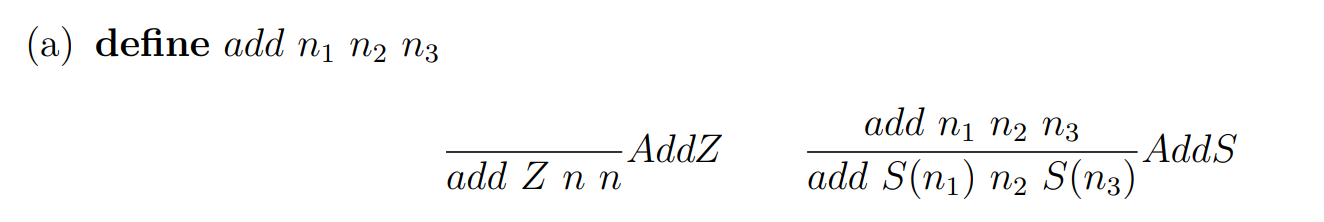 (a) define add n₁ n₂ n₃
add n₁ n₂ n₃
AddZ AddS
add Z n n add S(n₁) n₂ S(n₃)